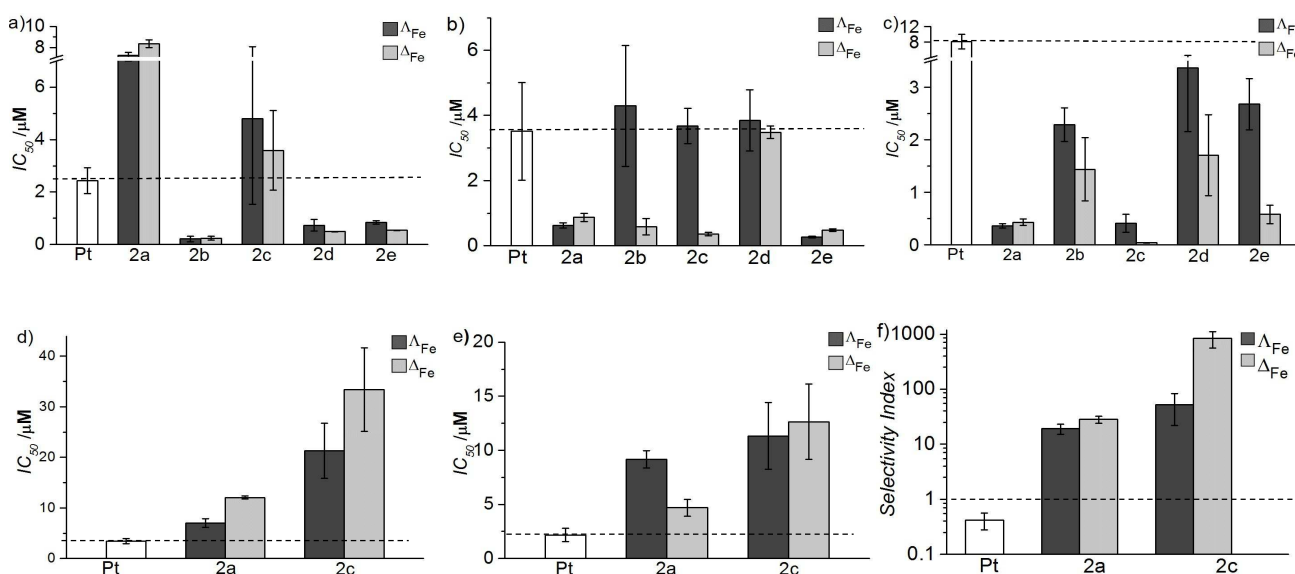 a)
10
8
6
4
2
0
IC50 /μM
ΛFe
ΔFe
Pt 2a 2b 2c 2d 2e
b)
6
4
2
0
IC50 /μM
ΛFe
ΔFe
Pt 2a 2b 2c 2d 2e
c)
12
8
3
2
1
0
IC50 /μM
ΛFe
ΔFe
Pt 2a 2b 2c 2d 2e
d)
40
30
20
10
0
IC50 /μM
ΛFe
ΔFe
Pt 2a 2c
e)
20
15
10
5
0
IC50 /μM
ΛFe
ΔFe
Pt 2a 2c
f)
1000
100
10
1
0.1
Selectivity Index
ΛFe
ΔFe
Pt 2a 2c